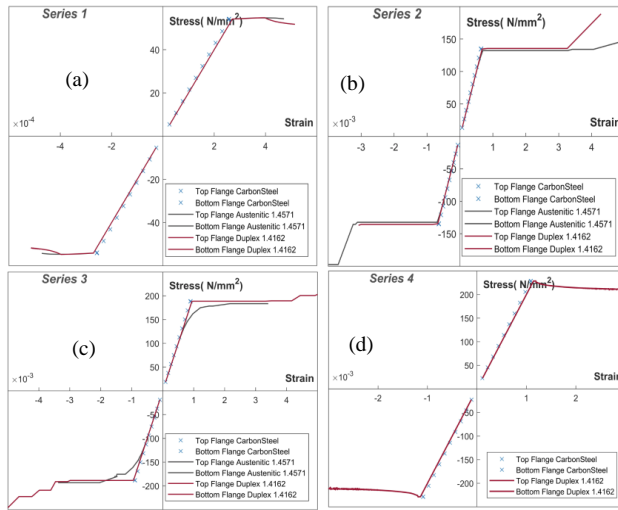 Series 1
Stress( N/mm²)
(a)
40
20
Strain
×10⁻⁴
-4
-2
2
4
-20
-40
× Top Flange CarbonSteel
× Bottom Flange CarbonSteel
Top Flange Austenitic 1.4571
Bottom Flange Austenitic 1.4571
Top Flange Duplex 1.4162
Bottom Flange Duplex 1.4162
Series 2
Stress( N/mm²)
(b)
150
100
50
Strain
×10⁻³
-4
-2
2
4
-50
-100
-150
× Top Flange CarbonSteel
× Bottom Flange CarbonSteel
Top Flange Austenitic 1.4571
Bottom Flange Austenitic 1.4571
Top Flange Duplex 1.4162
Bottom Flange Duplex 1.4162
Series 3
Stress( N/mm²)
(c)
200
150
100
50
Strain
×10⁻³
-4
-3
-2
-1
1
2
3
4
-50
-100
-150
-200
× Top Flange CarbonSteel
× Bottom Flange CarbonSteel
Top Flange Austenitic 1.4571
Bottom Flange Austenitic 1.4571
Top Flange Duplex 1.4162
Bottom Flange Duplex 1.4162
Series 4
Stress( N/mm²)
(d)
200
150
100
50
Strain
×10⁻³
-2
-1
1
2
-50
-100
-150
-200
× Top Flange CarbonSteel
× Bottom Flange CarbonSteel
Top Flange Duplex 1.4162
Bottom Flange Duplex 1.4162